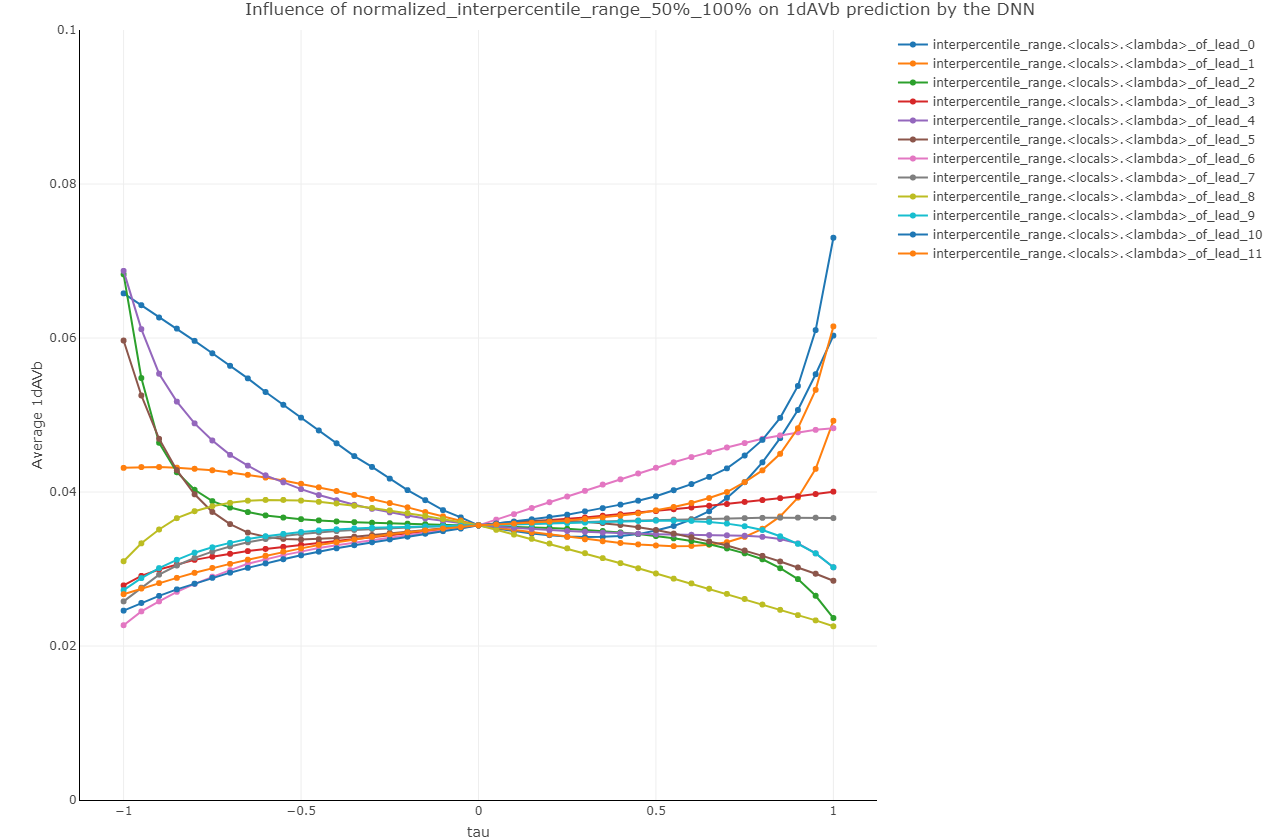 Influence of normalized_interpercentile_range_50%_100% on 1dAVb prediction by the DNN
0.1
0.08
0.06
0.04
0.02
0
Average 1dAVb
−1
−0.5
0
0.5
1
tau
interpercentile_range.<locals>.<lambda>_of_lead_0
interpercentile_range.<locals>.<lambda>_of_lead_1
interpercentile_range.<locals>.<lambda>_of_lead_2
interpercentile_range.<locals>.<lambda>_of_lead_3
interpercentile_range.<locals>.<lambda>_of_lead_4
interpercentile_range.<locals>.<lambda>_of_lead_5
interpercentile_range.<locals>.<lambda>_of_lead_6
interpercentile_range.<locals>.<lambda>_of_lead_7
interpercentile_range.<locals>.<lambda>_of_lead_8
interpercentile_range.<locals>.<lambda>_of_lead_9
interpercentile_range.<locals>.<lambda>_of_lead_10
interpercentile_range.<locals>.<lambda>_of_lead_11